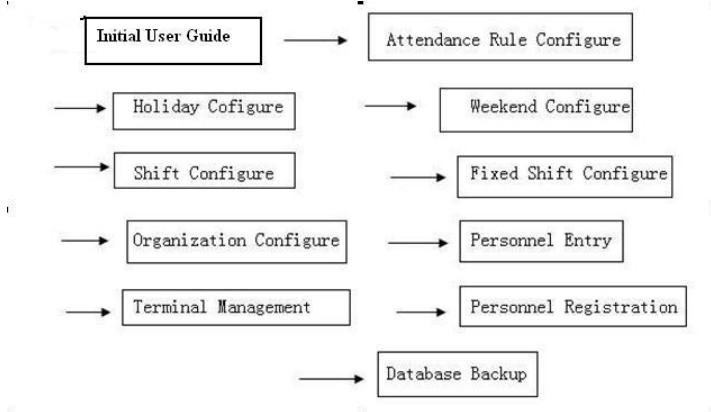 Initial User Guide
Attendance Rule Configure
Holiday Cofigure
Weekend Configure
Shift Configure
Fixed Shift Configure
Organization Configure
Personnel Entry
Terminal Management
Personnel Registration
Database Backup